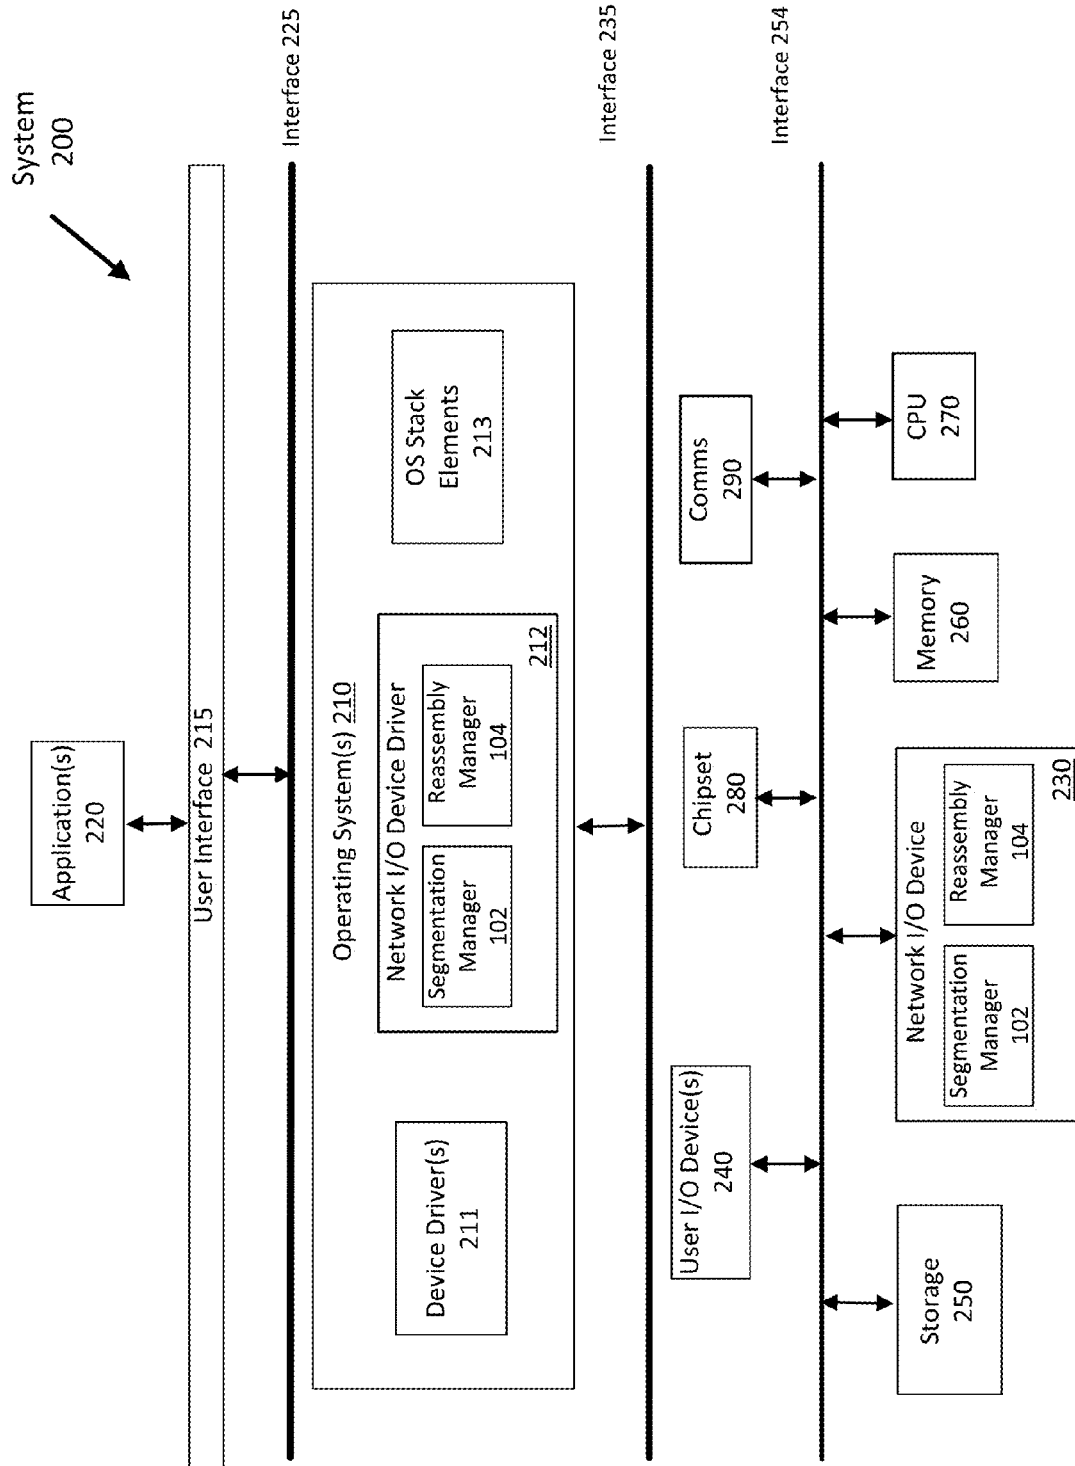 System
200
Application(s)
220
User Interface 215
Interface 225
Operating System(s) 210
Device Driver(s)
211
Network I/O Device Driver
Segmentation
Manager
102
Reassembly
Manager
104
212
OS Stack
Elements
213
Interface 235
User I/O Device(s)
240
Chipset
280
Comms
290
Interface 254
Storage
250
Network I/O Device
Segmentation
Manager
102
Reassembly
Manager
104
230
Memory
260
CPU
270